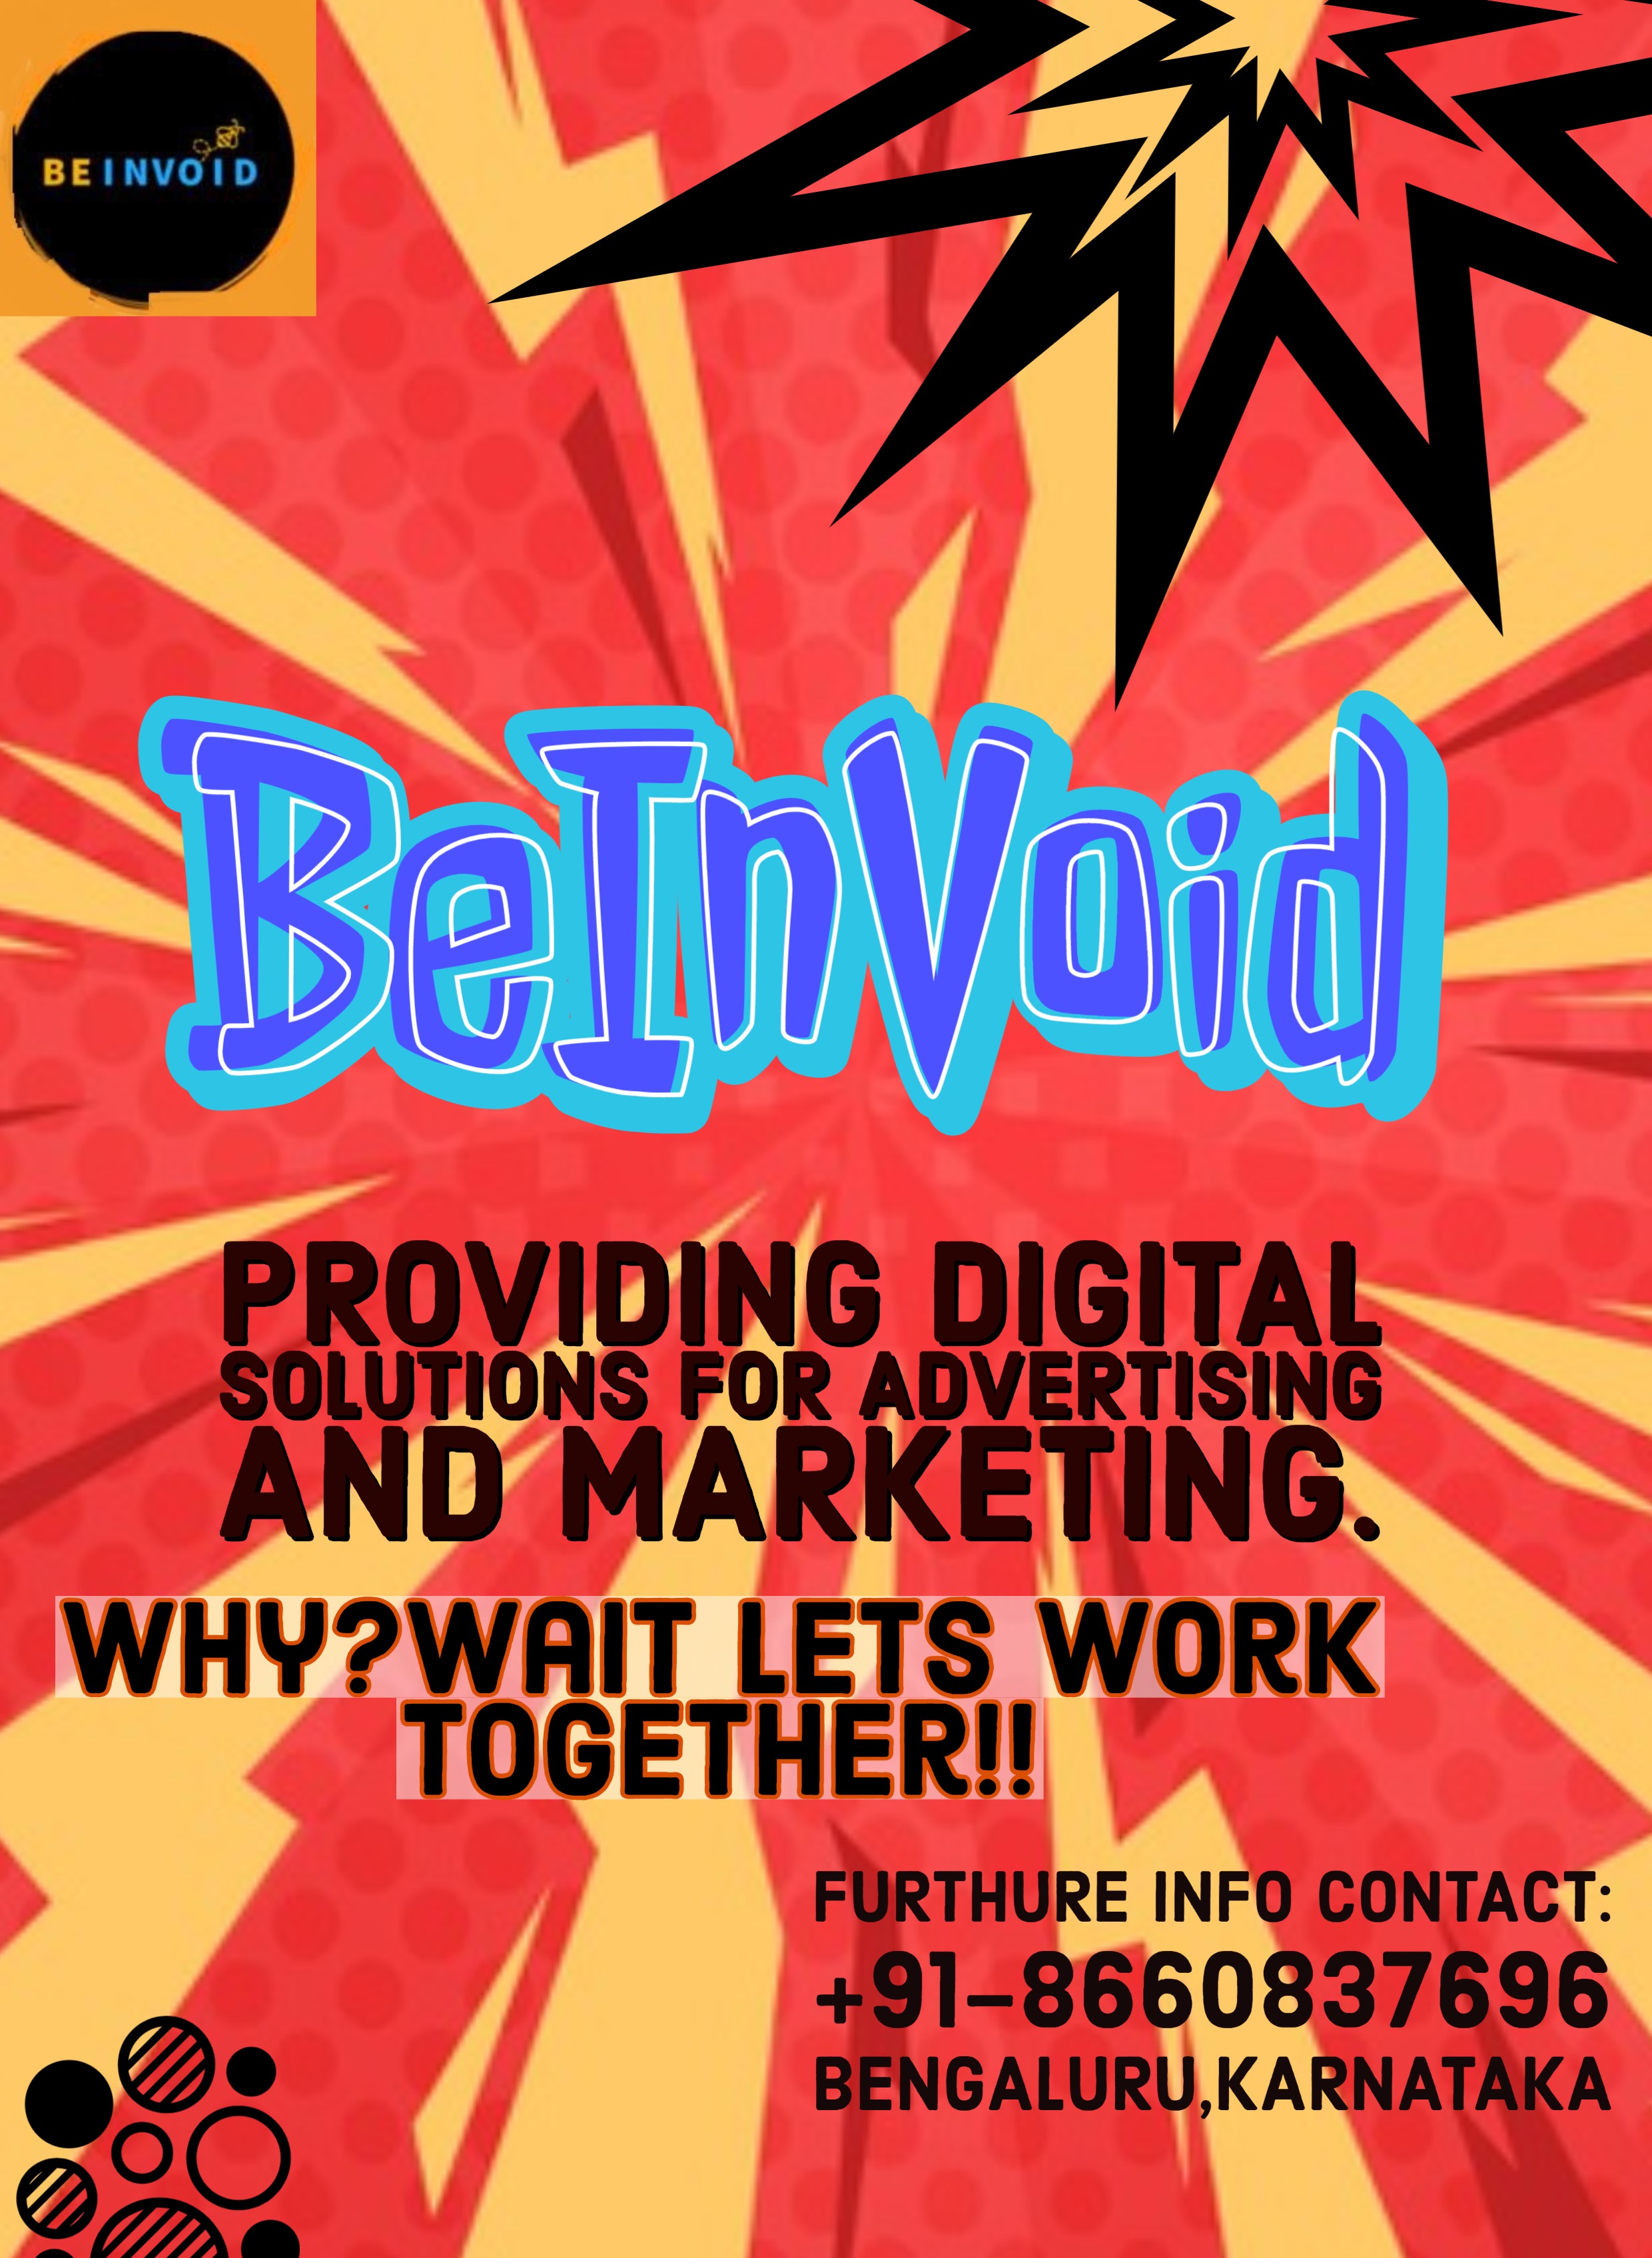 BEINVOID
BeInVoid
PROVIDING DIGITAL
SOLUTIONS FOR ADVERTISING
AND MARKETING.
WHY?WAIT LETS WORK
TOGETHER!!
FURTHURE INFO CONTACT:
+91-8660837696
BENGALURU,KARNATAKA